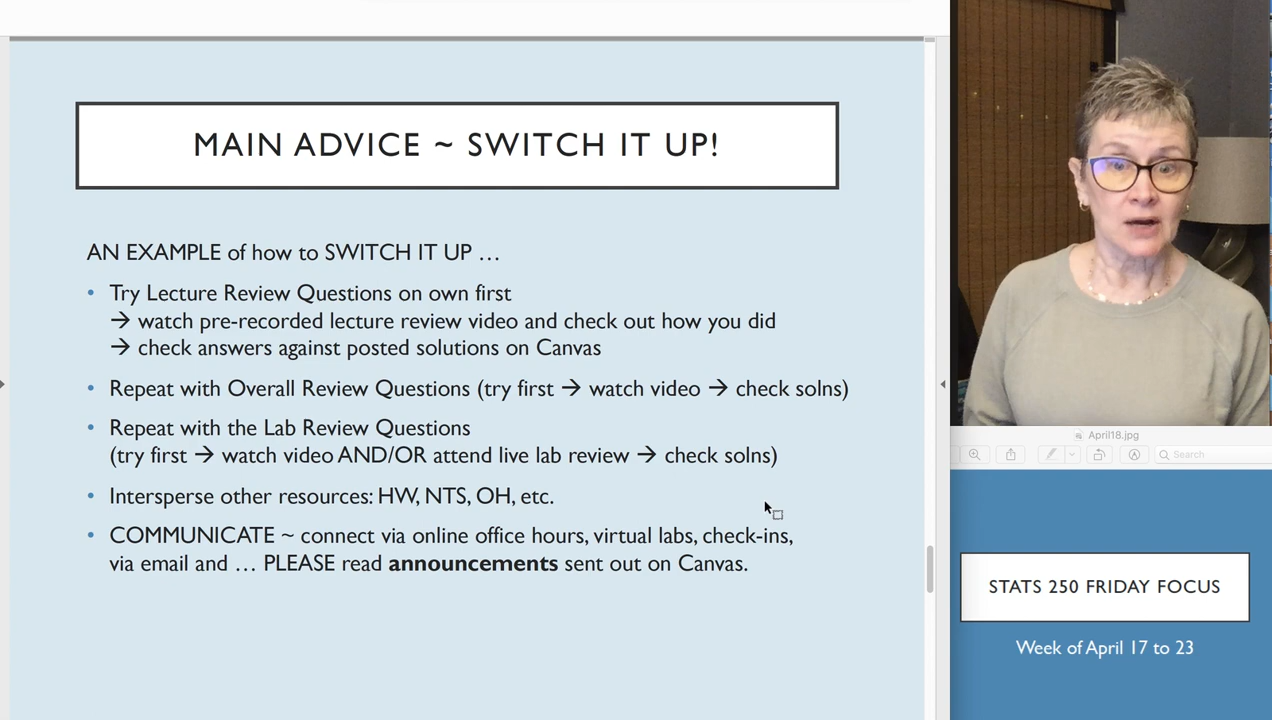 MAIN ADVICE ~ SWITCH IT UP!
AN EXAMPLE of how to SWITCH IT UP …
• Try Lecture Review Questions on own first
→ watch pre-recorded lecture review video and check out how you did
→ check answers against posted solutions on Canvas
• Repeat with Overall Review Questions (try first → watch video → check solns)
• Repeat with the Lab Review Questions
(try first → watch video AND/OR attend live lab review → check solns)
• Intersperse other resources: HW, NTS, OH, etc.
• COMMUNICATE ~ connect via online office hours, virtual labs, check-ins,
via email and … PLEASE read announcements sent out on Canvas.
April18.jpg
Search
STATS 250 FRIDAY FOCUS
Week of April 17 to 23